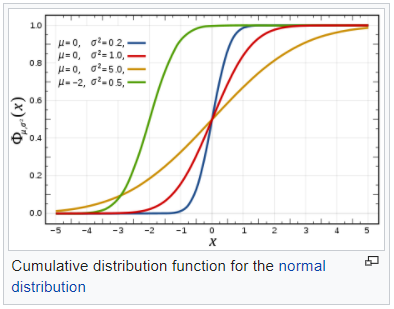 1.0
0.8
0.6
0.4
0.2
0.0
Φμ,σ²(x)
μ= 0, σ²=0.2,
μ= 0, σ²=1.0,
μ= 0, σ²=5.0,
μ= -2, σ²=0.5,
-5 -4 -3 -2 -1 0 1 2 3 4 5
x
Cumulative distribution function for the normal
distribution